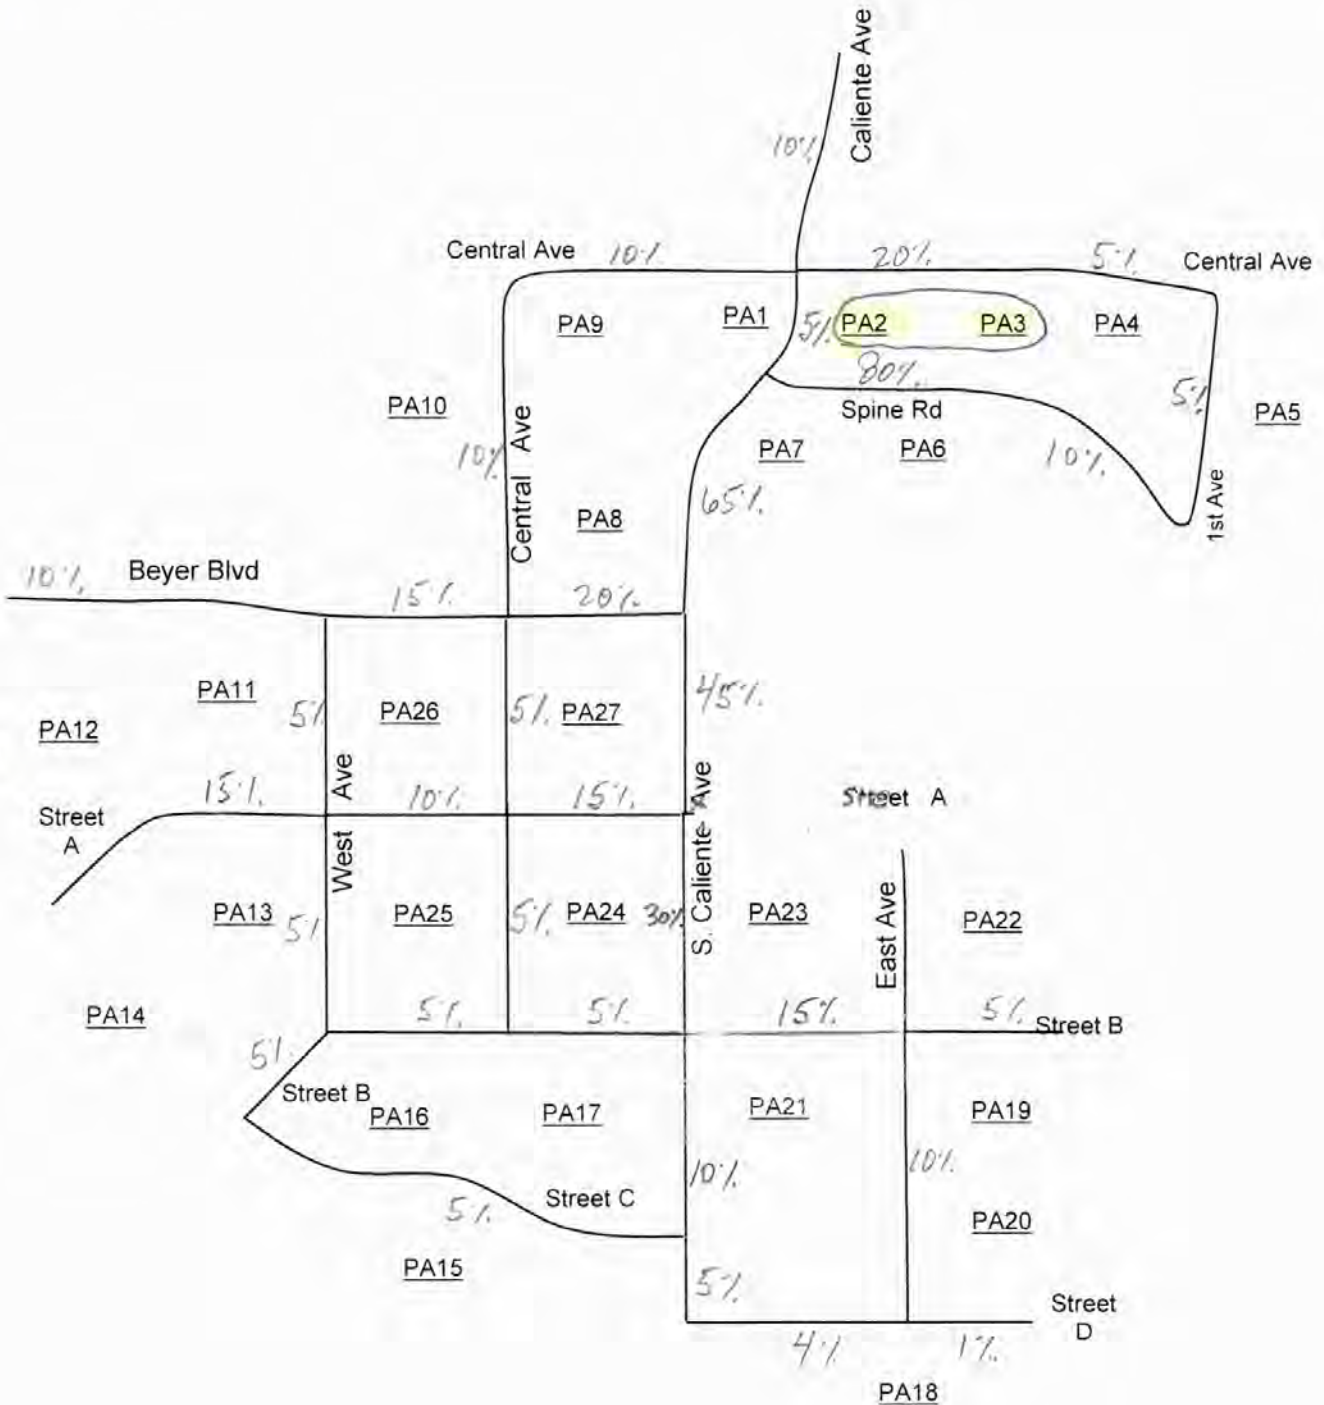 Caliente Ave
10%
Central Ave
10%
20%
5%
Central Ave
PA9
PA1
5%
PA2
PA3
PA4
80%
Spine Rd
5%
PA5
PA10
Central Ave
10%
PA7
PA6
10%
65%
1st Ave
PA8
10%
Beyer Blvd
15%
20%
PA11
5%
PA26
5%
PA27
45%
PA12
15%
West Ave
10%
15%
S. Caliente Ave
Street A
Street
A
PA13
5%
PA25
5%
PA24
30%
PA23
East Ave
PA22
PA14
5%
5%
15%
5%
Street B
5%
Street B
PA16
PA17
PA21
PA19
10%
10%
Street C
5%
PA20
PA15
5%
Street
D
4%
1%
PA18